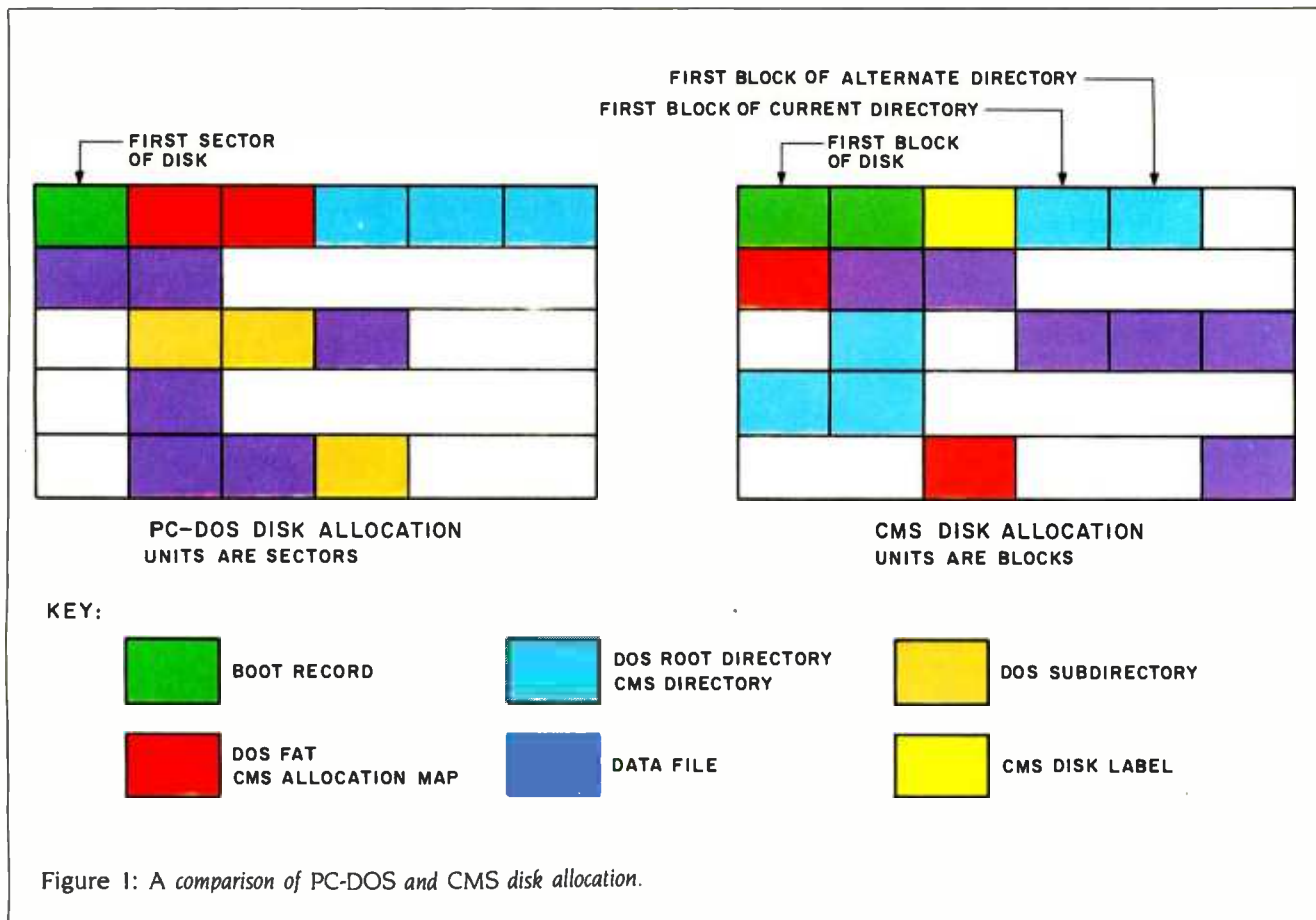 FIRST BLOCK OF ALTERNATE DIRECTORY
FIRST BLOCK OF CURRENT DIRECTORY
FIRST SECTOR
OF DISK
FIRST BLOCK
OF DISK
PC-DOS DISK ALLOCATION
UNITS ARE SECTORS
CMS DISK ALLOCATION
UNITS ARE BLOCKS
KEY:
BOOT RECORD
DOS ROOT DIRECTORY
CMS DIRECTORY
DOS SUBDIRECTORY
DOS FAT
CMS ALLOCATION MAP
DATA FILE
CMS DISK LABEL
Figure 1: A comparison of PC-DOS and CMS disk allocation.